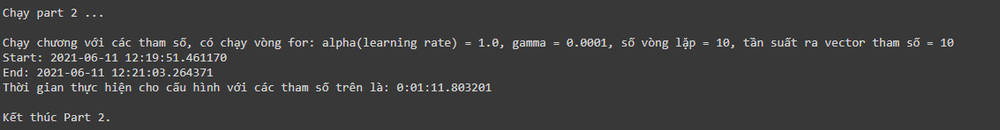 Chạy part 2 ...
Chạy chương với các tham số, có chạy vòng for: alpha(learning rate) = 1.0, gamma = 0.0001, số vòng lặp = 10, tần suất ra vector tham số = 10
Start: 2021-06-11 12:19:51.461170
End: 2021-06-11 12:21:03.264371
Thời gian thực hiện cho cấu hình với các tham số trên là: 0:01:11.803201
Kết thúc Part 2.